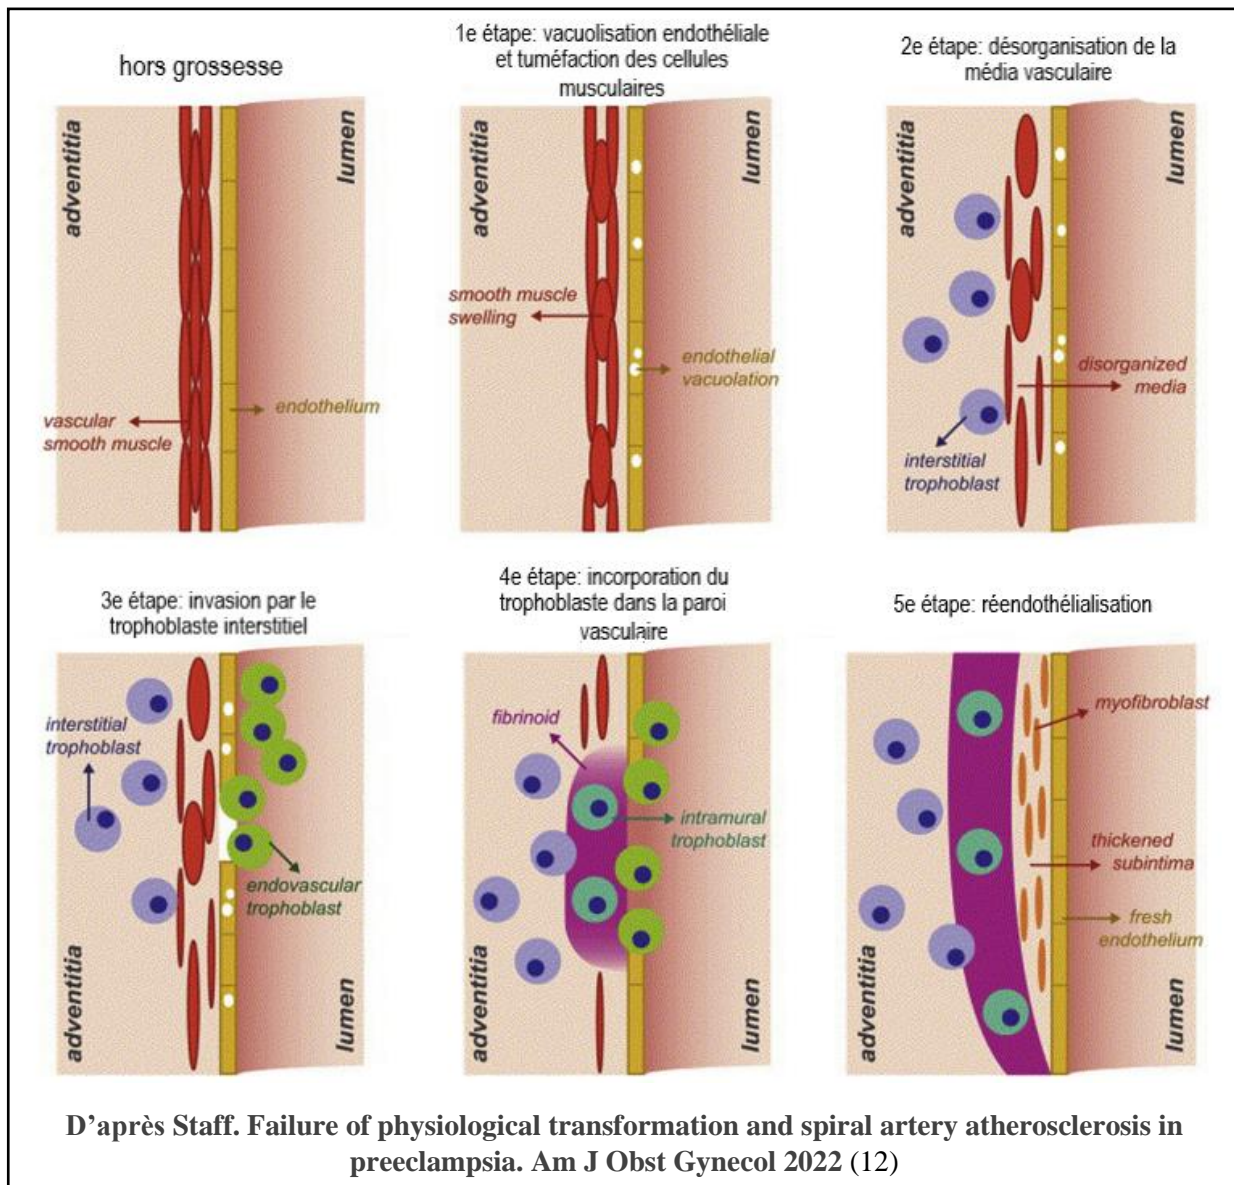 hors grossesse
adventitia
lumen
vascular
smooth muscle
endothelium
1e étape: vacuolisation endothéliale
et tuméfaction des cellules
musculaires
adventitia
lumen
smooth muscle
swelling
endothelial
vacuolation
2e étape: désorganisation de la
média vasculaire
adventitia
lumen
disorganized
media
interstitial
trophoblast
3e étape: invasion par le
trophoblaste interstitiel
interstitial
trophoblast
endovascular
trophoblast
adventitia
lumen
4e étape: incorporation du
trophoblaste dans la paroi
vasculaire
fibrinoid
intramural
trophoblast
adventitia
lumen
5e étape: réendothélialisation
myofibroblast
thickened
subintima
fresh
endothelium
adventitia
lumen
D'après Staff. Failure of physiological transformation and spiral artery atherosclerosis in
preeclampsia. Am J Obst Gynecol 2022 (12)